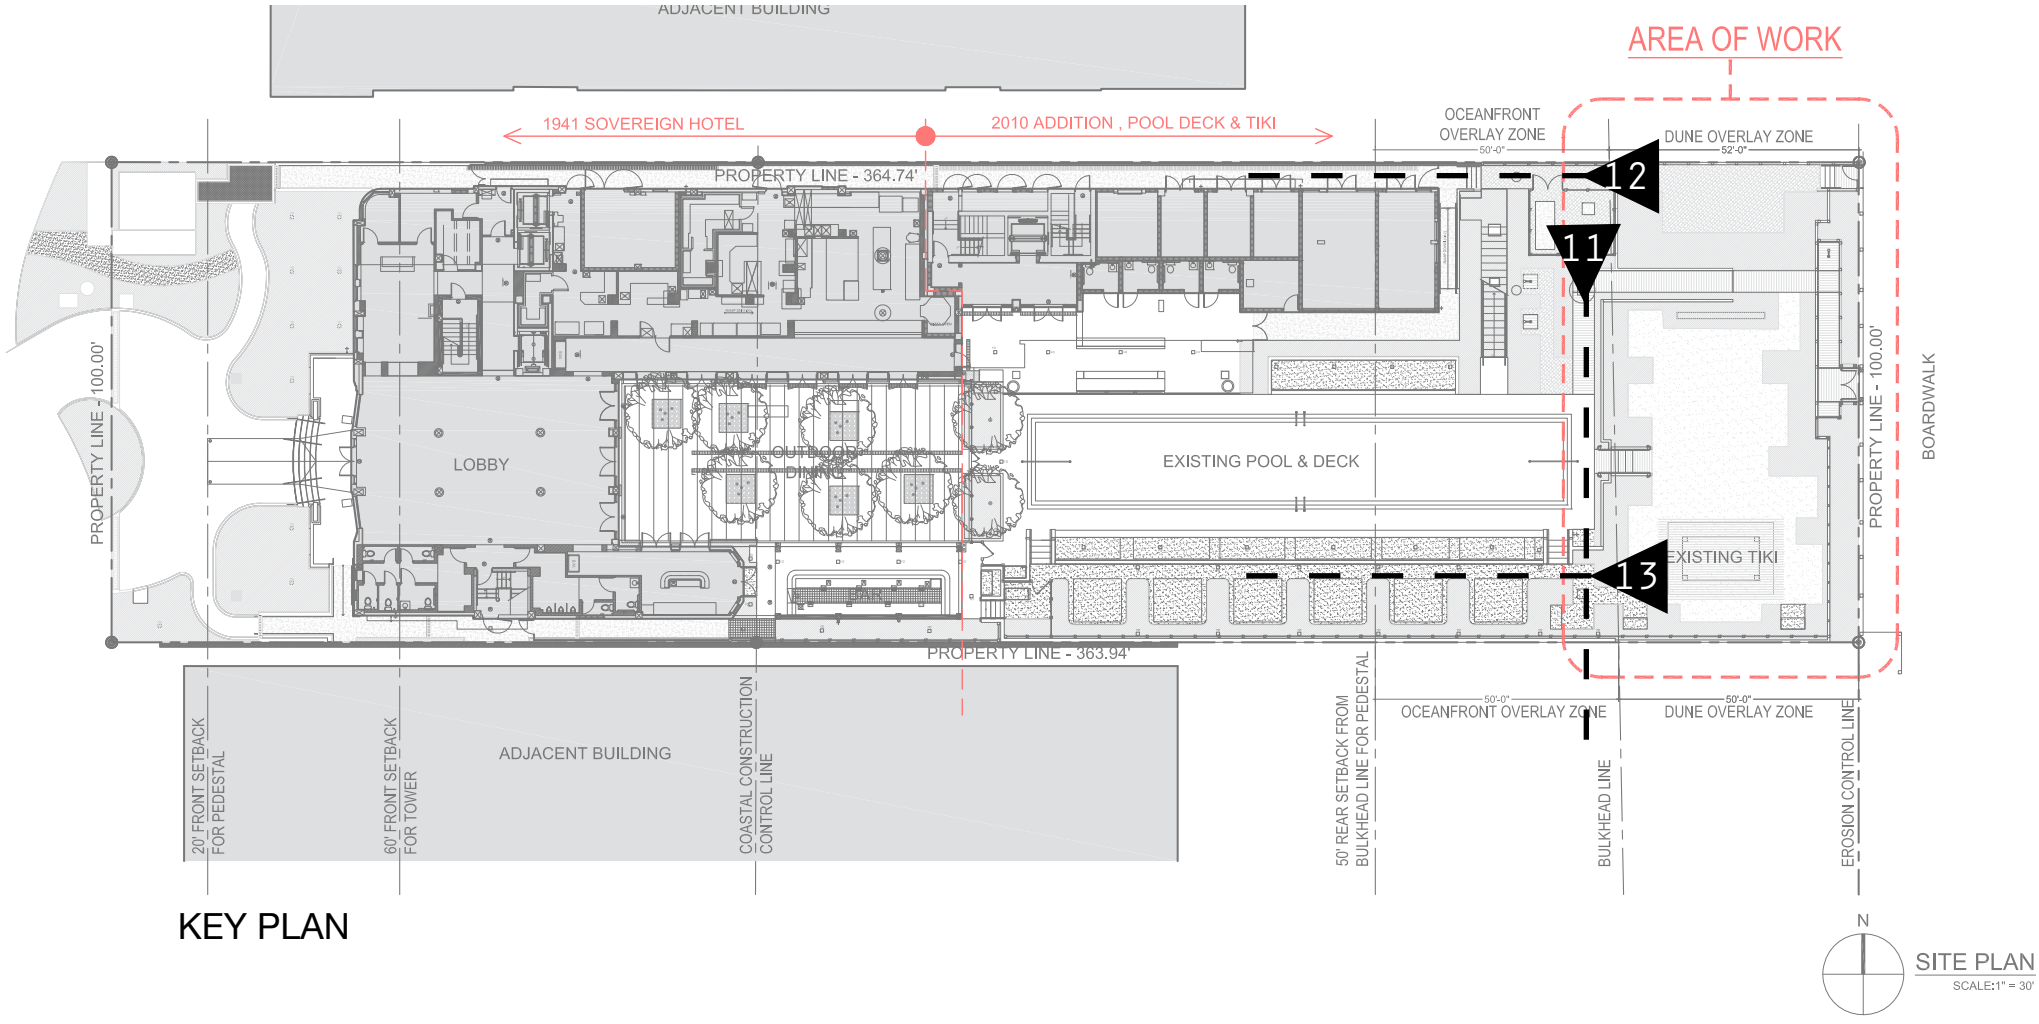 ADJACENT BUILDING
AREA OF WORK
1941 SOVEREIGN HOTEL
2010 ADDITION , POOL DECK & TIKI
OCEANFRONT
OVERLAY ZONE
50'-0"
DUNE OVERLAY ZONE
52'-0"
PROPERTY LINE - 364.74'
12
11
PROPERTY LINE - 100.00'
LOBBY
OUTDOOR
DINING
EXISTING POOL & DECK
PROPERTY LINE - 100.00'
BOARDWALK
EXISTING TIKI
13
BAR
PROPERTY LINE - 363.94'
50'-0"
OCEANFRONT OVERLAY ZONE
50'-0"
DUNE OVERLAY ZONE
ADJACENT BUILDING
20' FRONT SETBACK
FOR PEDESTAL
60' FRONT SETBACK
FOR TOWER
COASTAL CONSTRUCTION
CONTROL LINE
50' REAR SETBACK FROM
BULKHEAD LINE FOR PEDESTAL
BULKHEAD LINE
EROSION CONTROL LINE
KEY PLAN
N
SITE PLAN
SCALE:1" = 30'